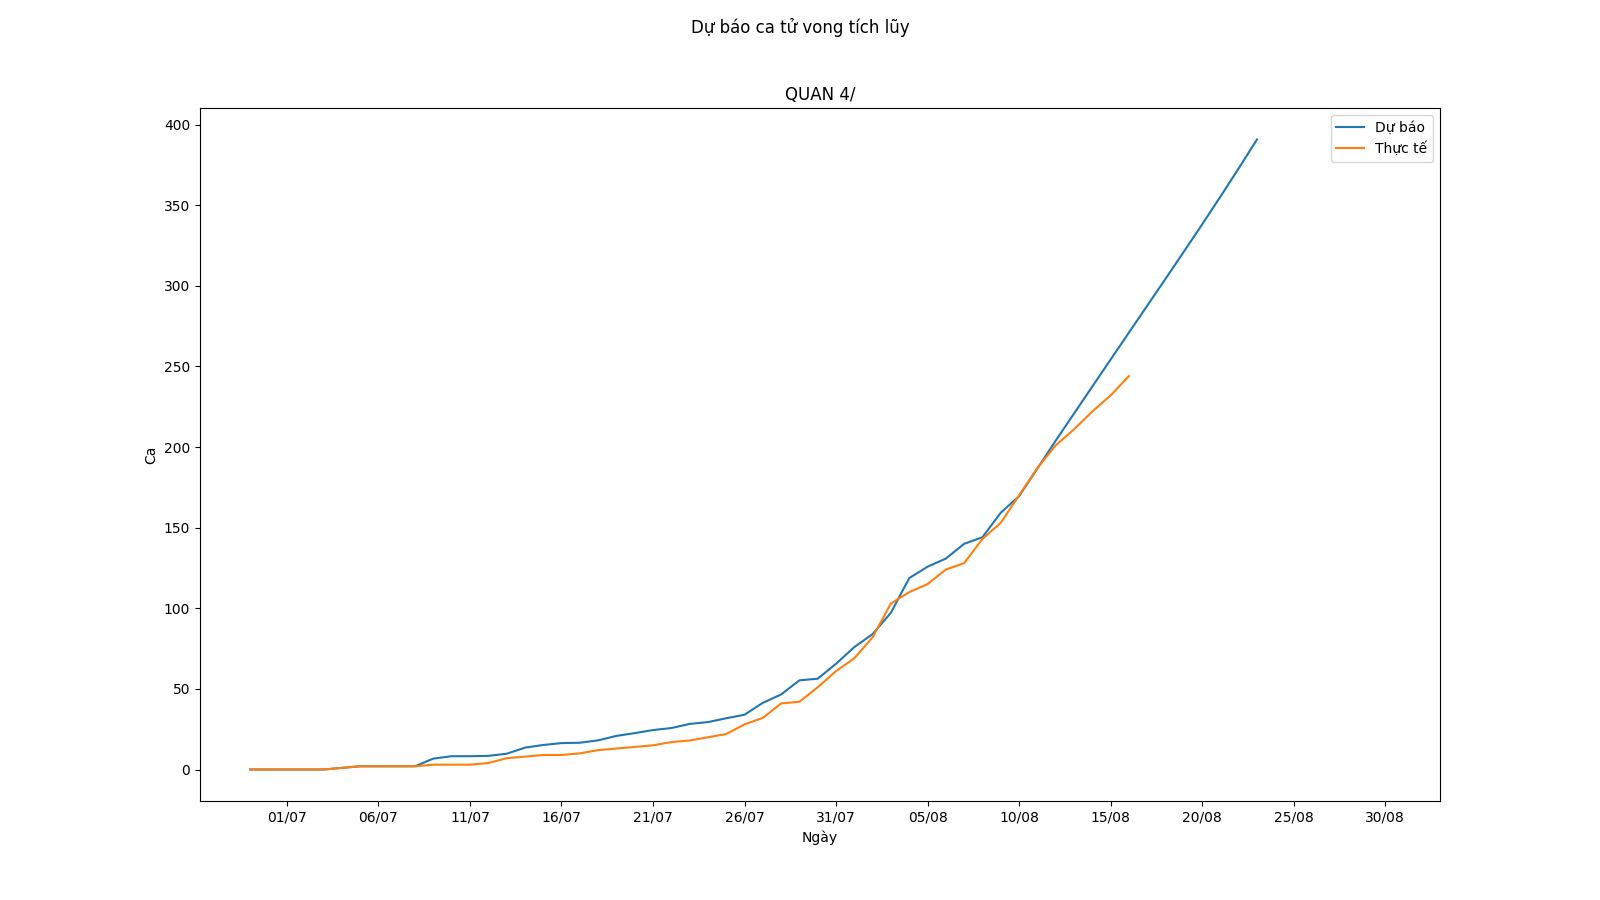 Dự báo ca tử vong tích lũy
QUAN 4/
Dự báo
Thực tế
400
350
300
250
200
150
100
50
0
Ca
01/07 06/07 11/07 16/07 21/07 26/07 31/07 05/08 10/08 15/08 20/08 25/08 30/08
Ngày